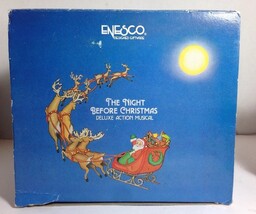 ENESCO
THE NIGHT
BEFORE CHRISTMAS
DELUXE ACTION MUSICAL